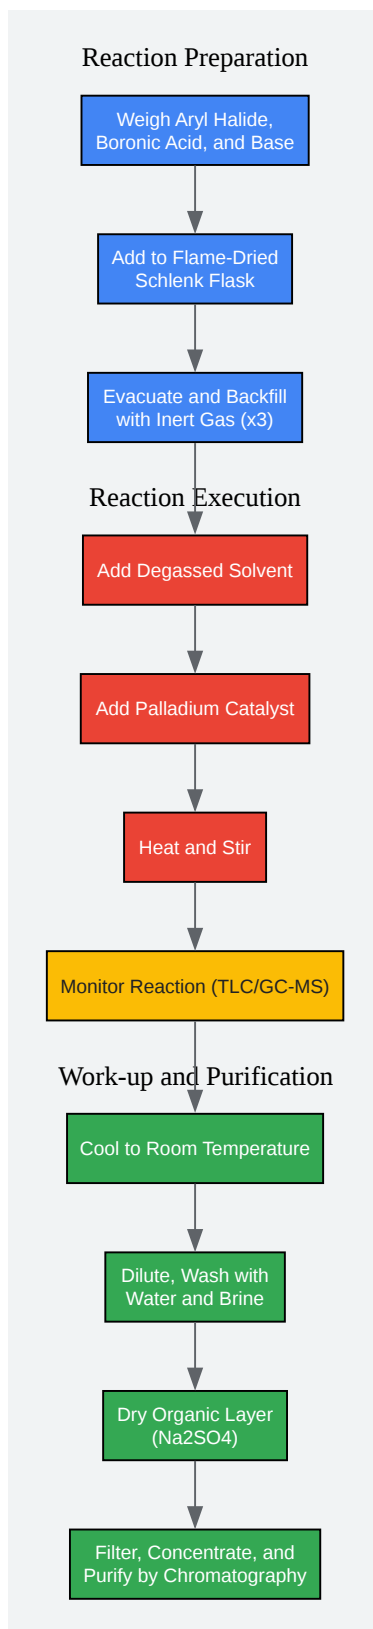 Reaction Preparation
Weigh Aryl Halide,
Boronic Acid, and Base
Add to Flame-Dried
Schlenk Flask
Evacuate and Backfill
with Inert Gas (x3)
Reaction Execution
Add Degassed Solvent
Add Palladium Catalyst
Heat and Stir
Monitor Reaction (TLC/GC-MS)
Work-up and Purification
Cool to Room Temperature
Dilute, Wash with
Water and Brine
Dry Organic Layer
(Na2SO4)
Filter, Concentrate, and
Purify by Chromatography